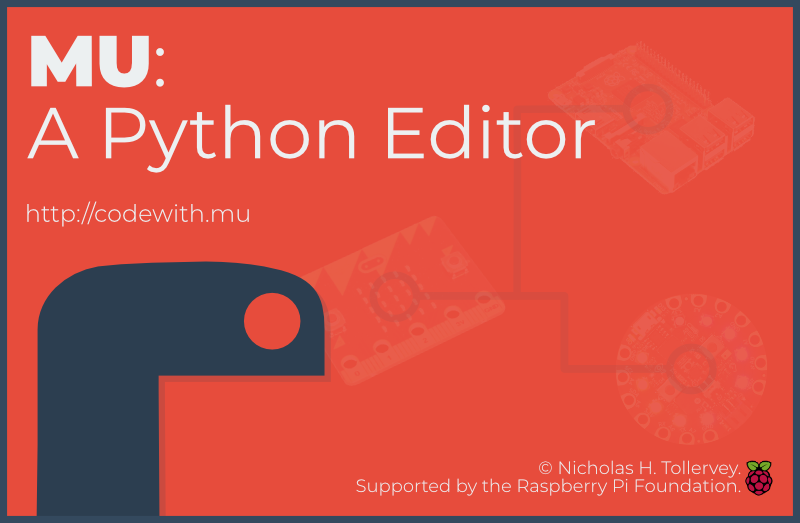 MU:
A Python Editor
http://codewith.mu
© Nicholas H. Tollervey.
Supported by the Raspberry Pi Foundation.